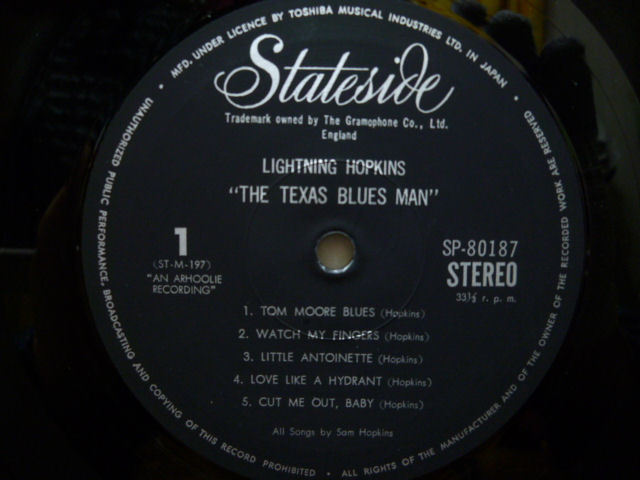 MFD. UNDER LICENCE BY TOSHIBA MUSICAL INDUSTRIES LTD. IN JAPAN
Stateside
Trademark owned by The Gramophone Co., Ltd.
England
LIGHTNING HOPKINS
"THE TEXAS BLUES MAN"
1
(ST-M-197)
"AN ARHOOLIE
RECORDING"
SP-80187
STEREO
33⅓ r. p. m.
1. TOM MOORE BLUES (Hopkins)
2. WATCH MY FINGERS (Hopkins)
3. LITTLE ANTOINETTE (Hopkins)
4. LOVE LIKE A HYDRANT (Hopkins)
5. CUT ME OUT, BABY (Hopkins)
All Songs by Sam Hopkins
UNAUTHORIZED PUBLIC PERFORMANCE, BROADCASTING AND COPYING OF THIS RECORD PROHIBITED • ALL RIGHTS OF THE MANUFACTURER AND OF THE OWNER OF THE RECORDED WORK ARE RESERVED